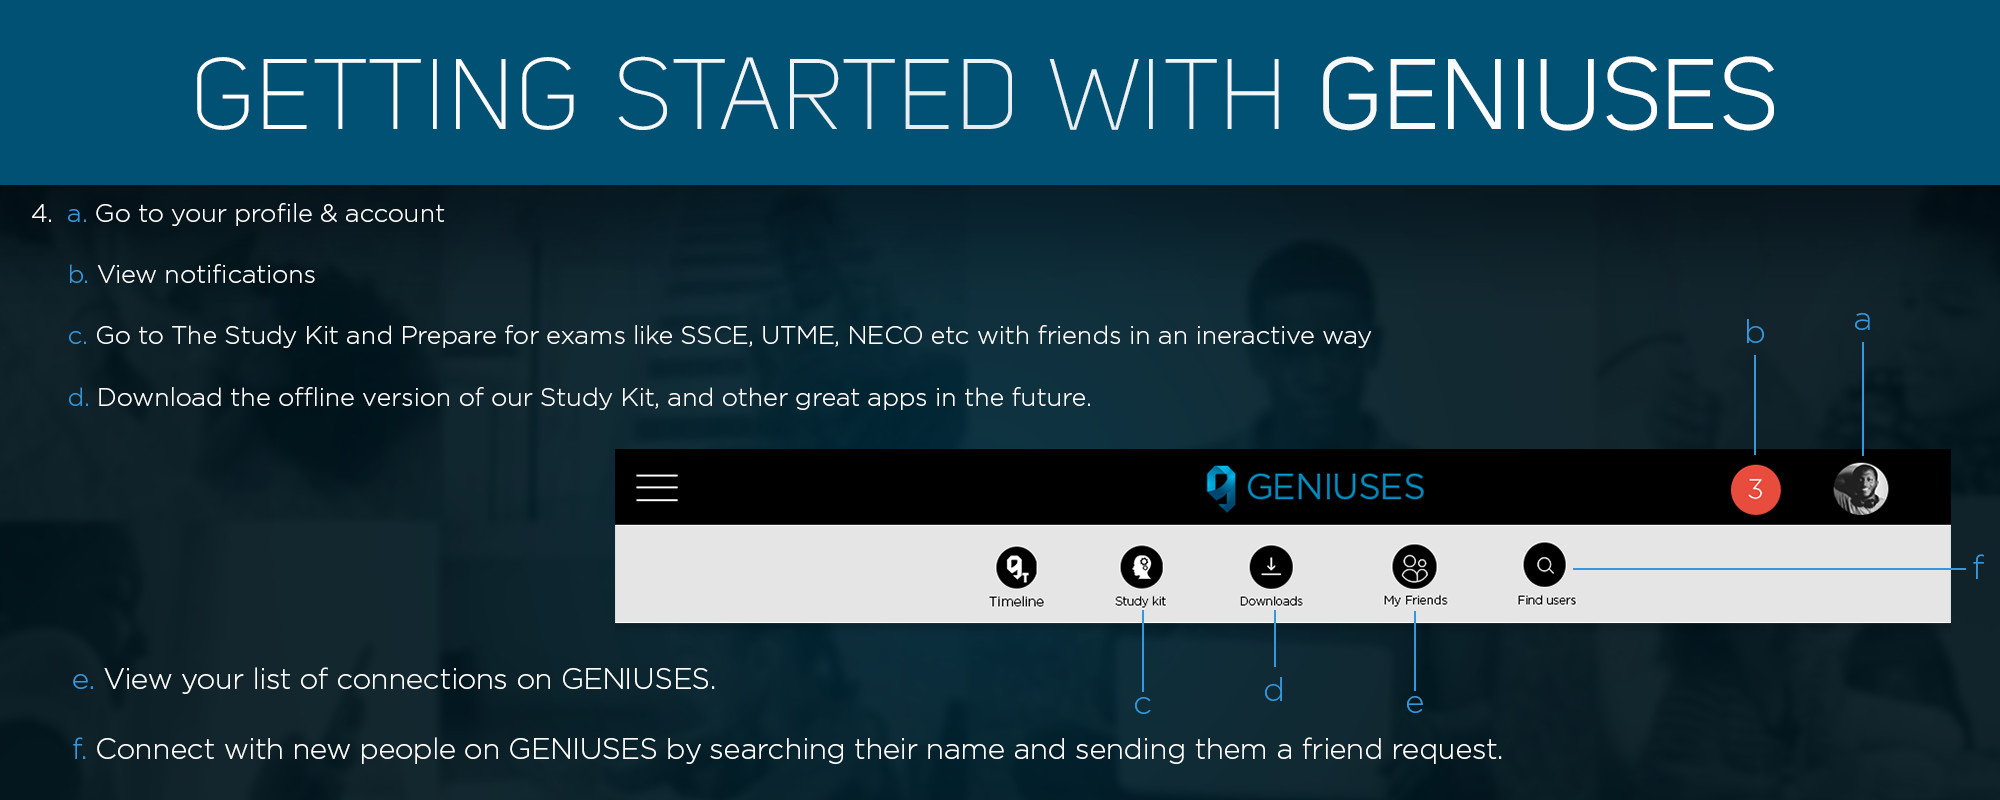 GETTING STARTED WITH GENIUSES
4. a. Go to your profile & account
b. View notifications
c. Go to The Study Kit and Prepare for exams like SSCE, UTME, NECO etc with friends in an ineractive way
d. Download the offline version of our Study Kit, and other great apps in the future.
b a
GENIUSES 3
f
Timeline Study kit Downloads My Friends Find users
c d e
e. View your list of connections on GENIUSES.
f. Connect with new people on GENIUSES by searching their name and sending them a friend request.